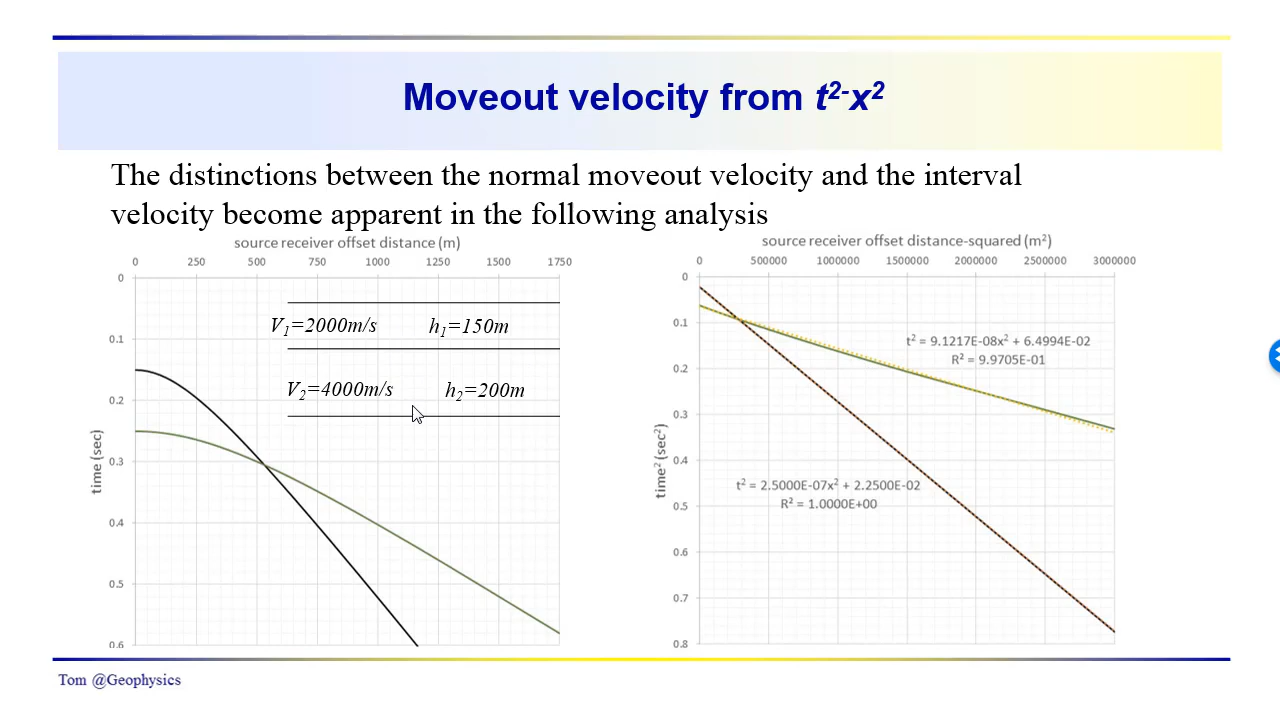 Moveout velocity from t²-x²
The distinctions between the normal moveout velocity and the interval
velocity become apparent in the following analysis
source receiver offset distance (m)
0 250 500 750 1000 1250 1500 1750
0
0.1
0.2
0.3
0.4
0.5
0.6
time (sec)
V₁=2000m/s h₁=150m
V₂=4000m/s h₂=200m
source receiver offset distance-squared (m²)
0 500000 1000000 1500000 2000000 2500000 3000000
0
0.1
0.2
0.3
0.4
0.5
0.6
0.7
0.8
time² (sec²)
t² = 9.1217E-08x² + 6.4994E-02
R² = 9.9705E-01
t² = 2.5000E-07x² + 2.2500E-02
R² = 1.0000E+00
Tom @Geophysics